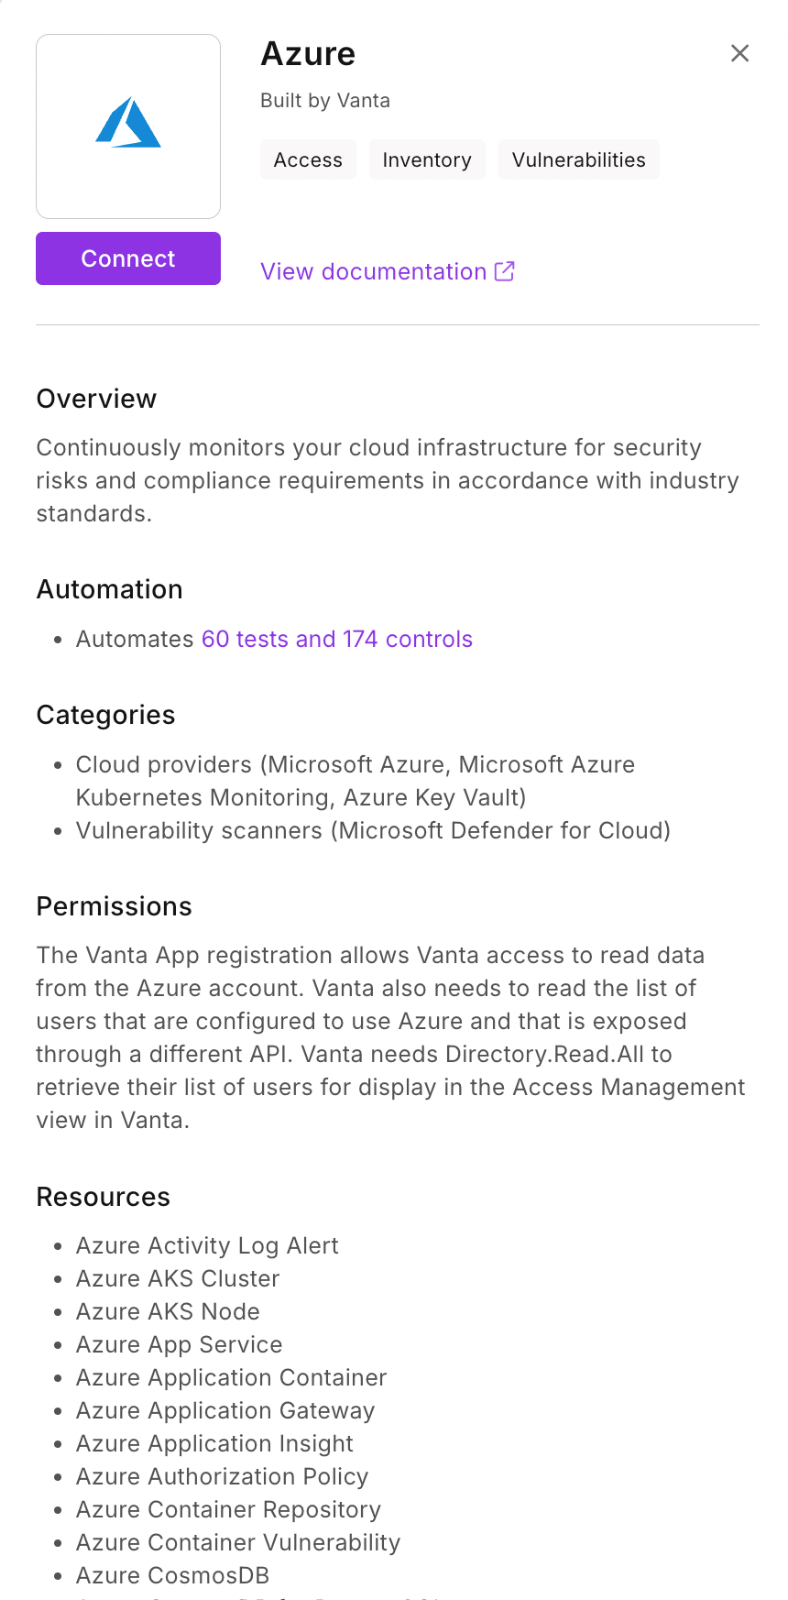 Azure
Built by Vanta
Access
Inventory
Vulnerabilities
Connect
View documentation
Overview
Continuously monitors your cloud infrastructure for security
risks and compliance requirements in accordance with industry
standards.
Automation
• Automates 60 tests and 174 controls
Categories
• Cloud providers (Microsoft Azure, Microsoft Azure
Kubernetes Monitoring, Azure Key Vault)
• Vulnerability scanners (Microsoft Defender for Cloud)
Permissions
The Vanta App registration allows Vanta access to read data
from the Azure account. Vanta also needs to read the list of
users that are configured to use Azure and that is exposed
through a different API. Vanta needs Directory.Read.All to
retrieve their list of users for display in the Access Management
view in Vanta.
Resources
• Azure Activity Log Alert
• Azure AKS Cluster
• Azure AKS Node
• Azure App Service
• Azure Application Container
• Azure Application Gateway
• Azure Application Insight
• Azure Authorization Policy
• Azure Container Repository
• Azure Container Vulnerability
• Azure CosmosDB